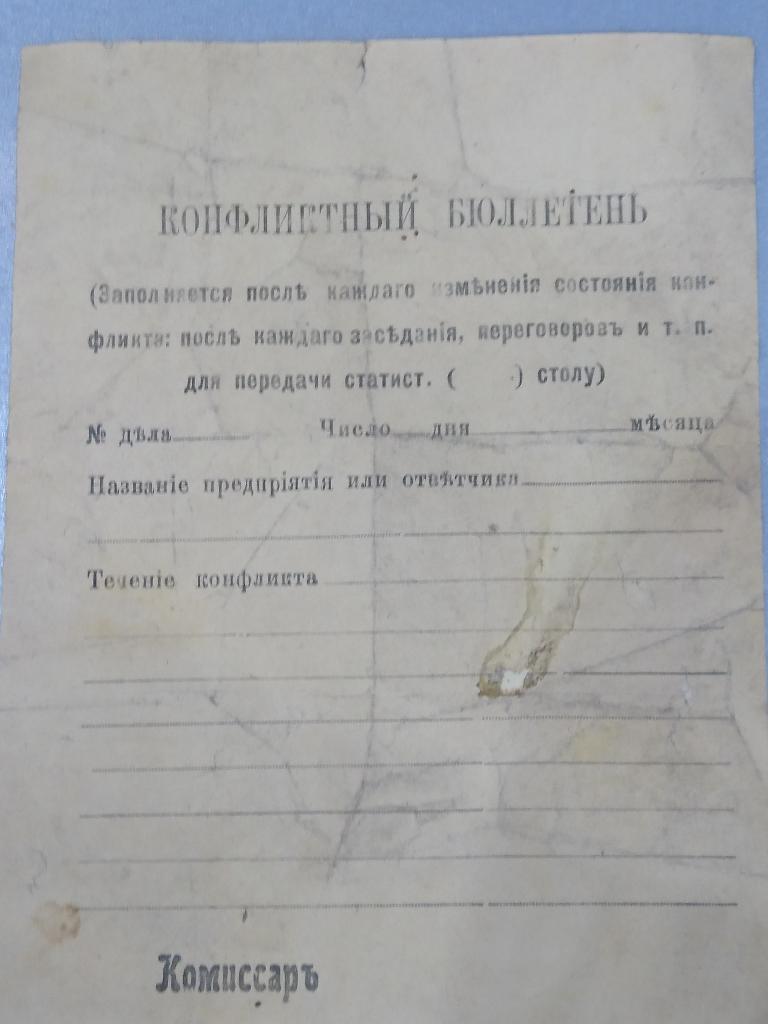 КОНФЛИКТНЫЙ БЮЛЛЕТЕНЬ
(Заполняется послѣ каждаго измѣненія состоянія кон-
фликта: послѣ каждаго засѣданія, переговоровъ и т. п.
для передачи статист. ( ) столу)
№ дѣла Число дня мѣсяца
Названіе предпріятія или отвѣтчика
Теченіе конфликта
Комиссаръ